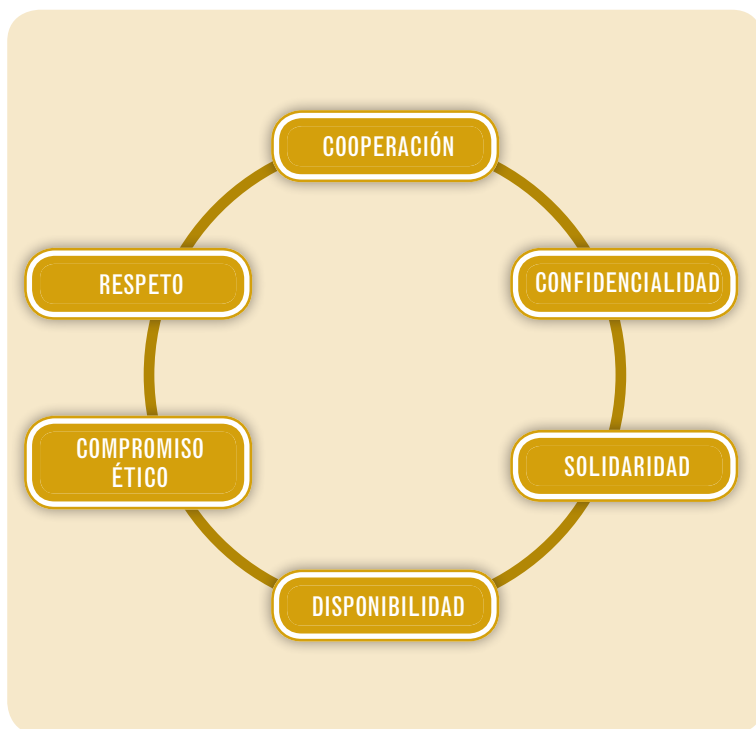 COOPERACIÓN
RESPETO
CONFIDENCIALIDAD
COMPROMISO
ÉTICO
SOLIDARIDAD
DISPONIBILIDAD